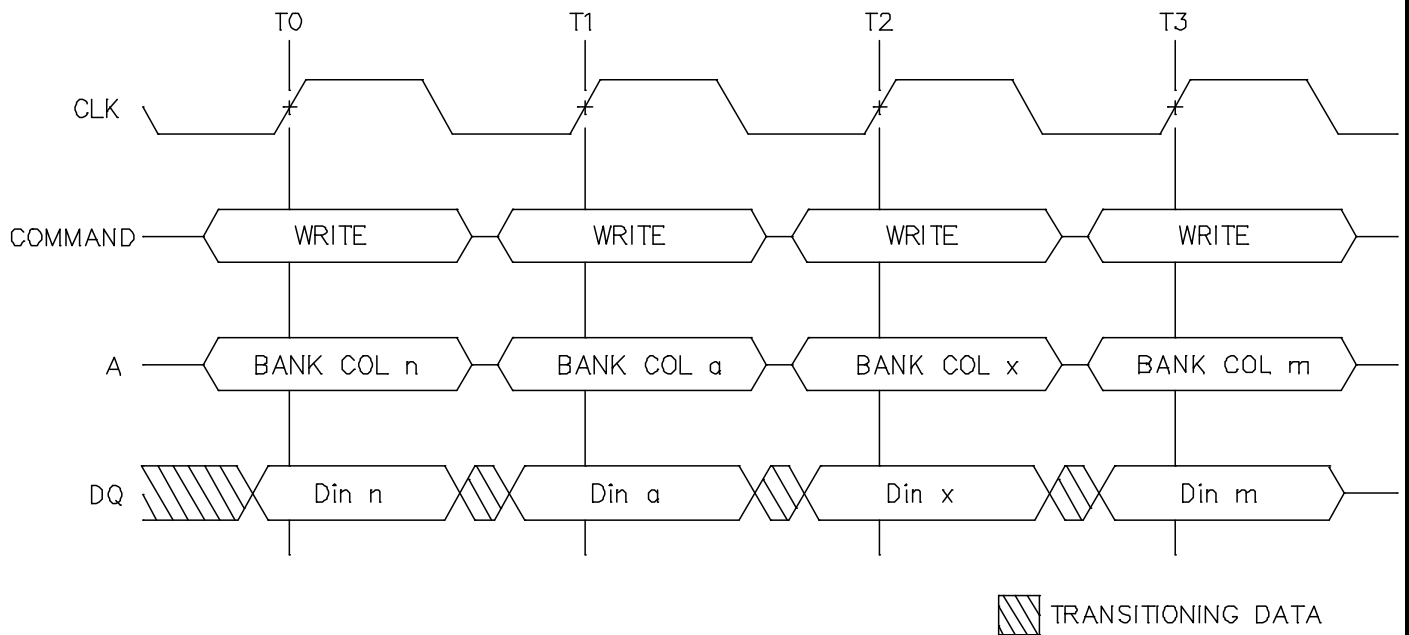 T0 T1 T2 T3
CLK
COMMAND WRITE WRITE WRITE WRITE
A BANK COL n BANK COL a BANK COL x BANK COL m
DQ Din n Din a Din x Din m
TRANSITIONING DATA